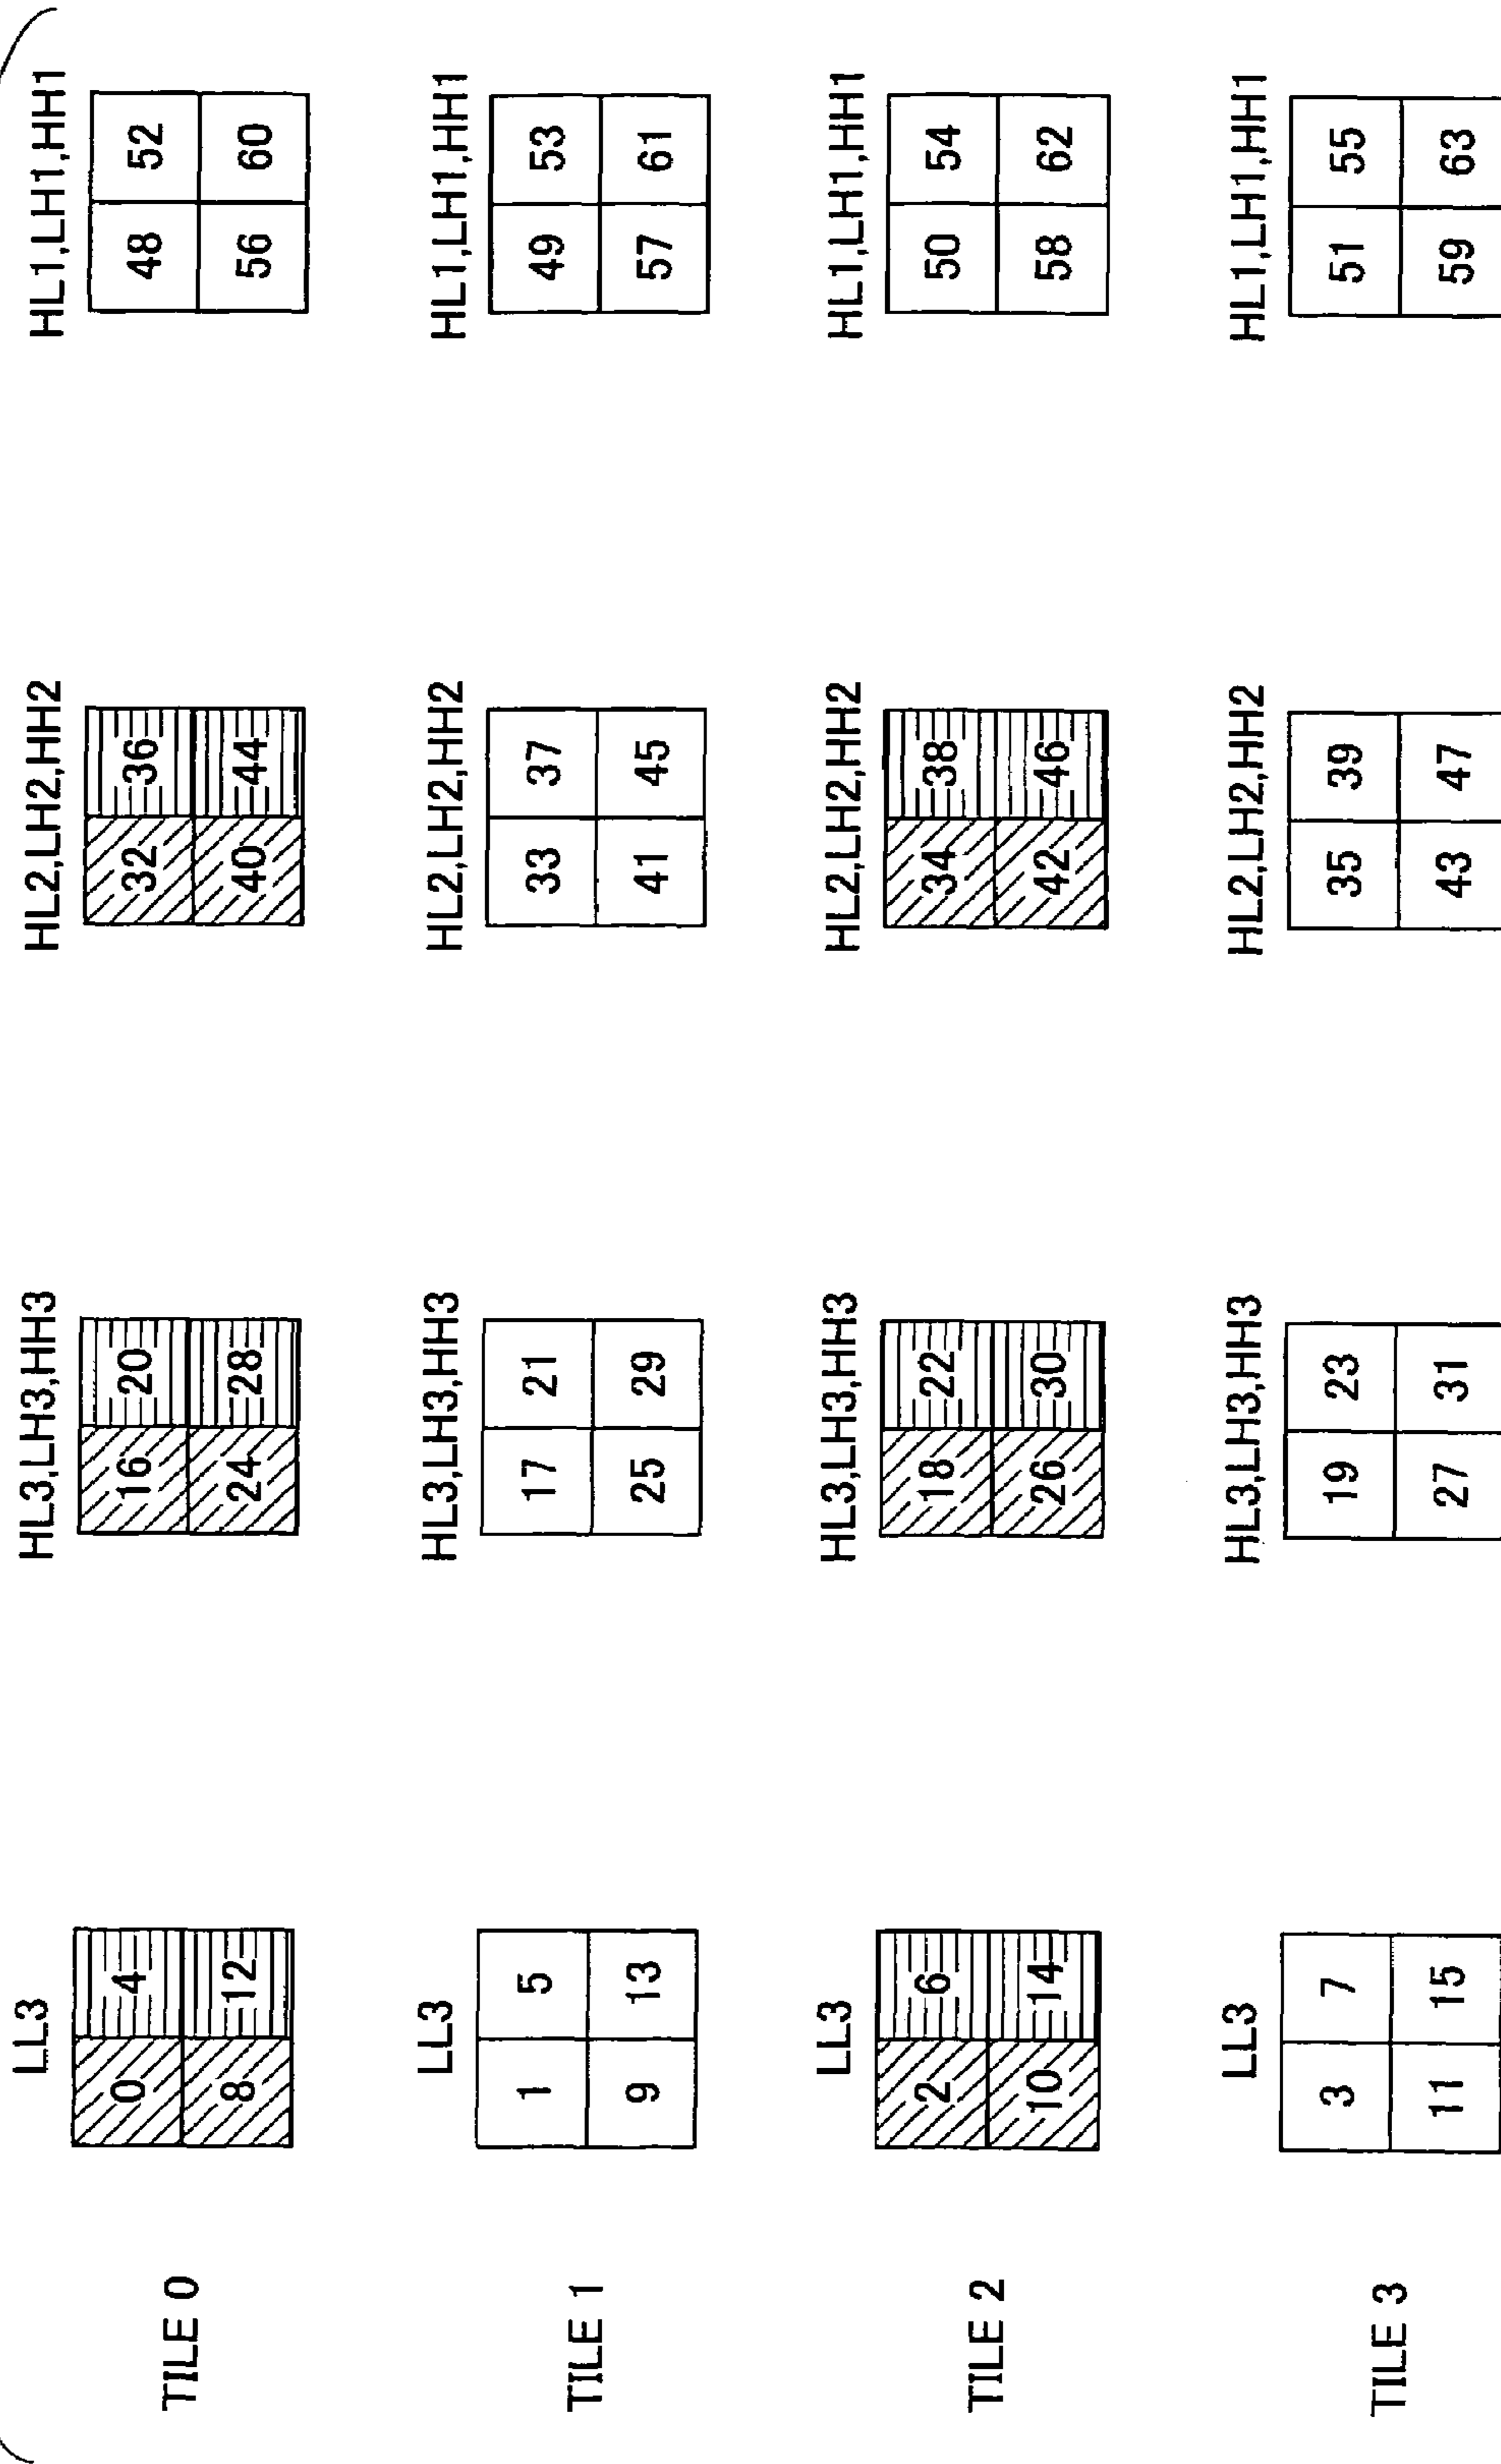 LL3 HL3,LH3,HH3 HL2,LH2,HH2 HL1,LH1,HH1
TILE 0 0 4 16 20 32 36 48 52
8 12 24 28 40 44 56 60
LL3 HL3,LH3,HH3 HL2,LH2,HH2 HL1,LH1,HH1
TILE 1 1 5 17 21 33 37 49 53
9 13 25 29 41 45 57 61
LL3 HL3,LH3,HH3 HL2,LH2,HH2 HL1,LH1,HH1
TILE 2 2 6 18 22 34 38 50 54
10 14 26 30 42 46 58 62
LL3 HL3,LH3,HH3 HL2,LH2,HH2 HL1,LH1,HH1
TILE 3 3 7 19 23 35 39 51 55
11 15 27 31 43 47 59 63